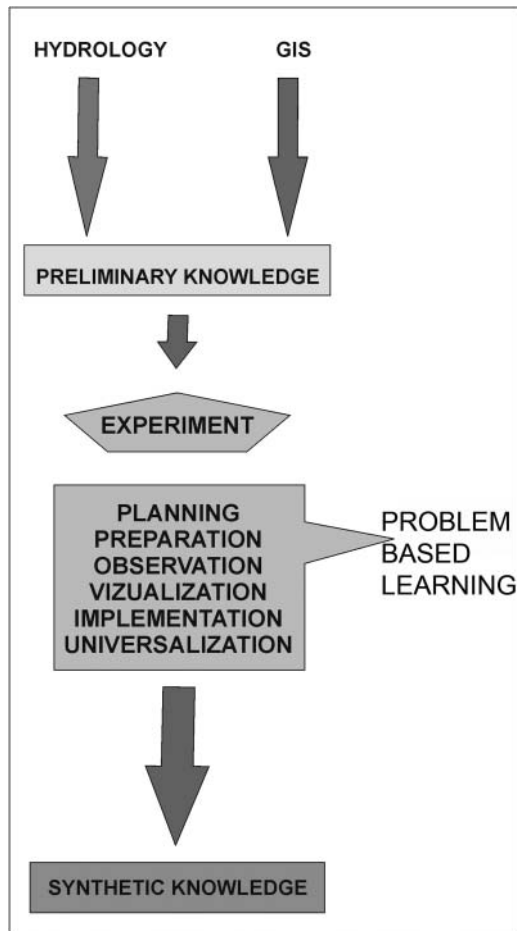 HYDROLOGY GIS
PRELIMINARY KNOWLEDGE
EXPERIMENT
PLANNING
PREPARATION
OBSERVATION
VIZUALIZATION
IMPLEMENTATION
UNIVERSALIZATION
PROBLEM
BASED
LEARNING
SYNTHETIC KNOWLEDGE